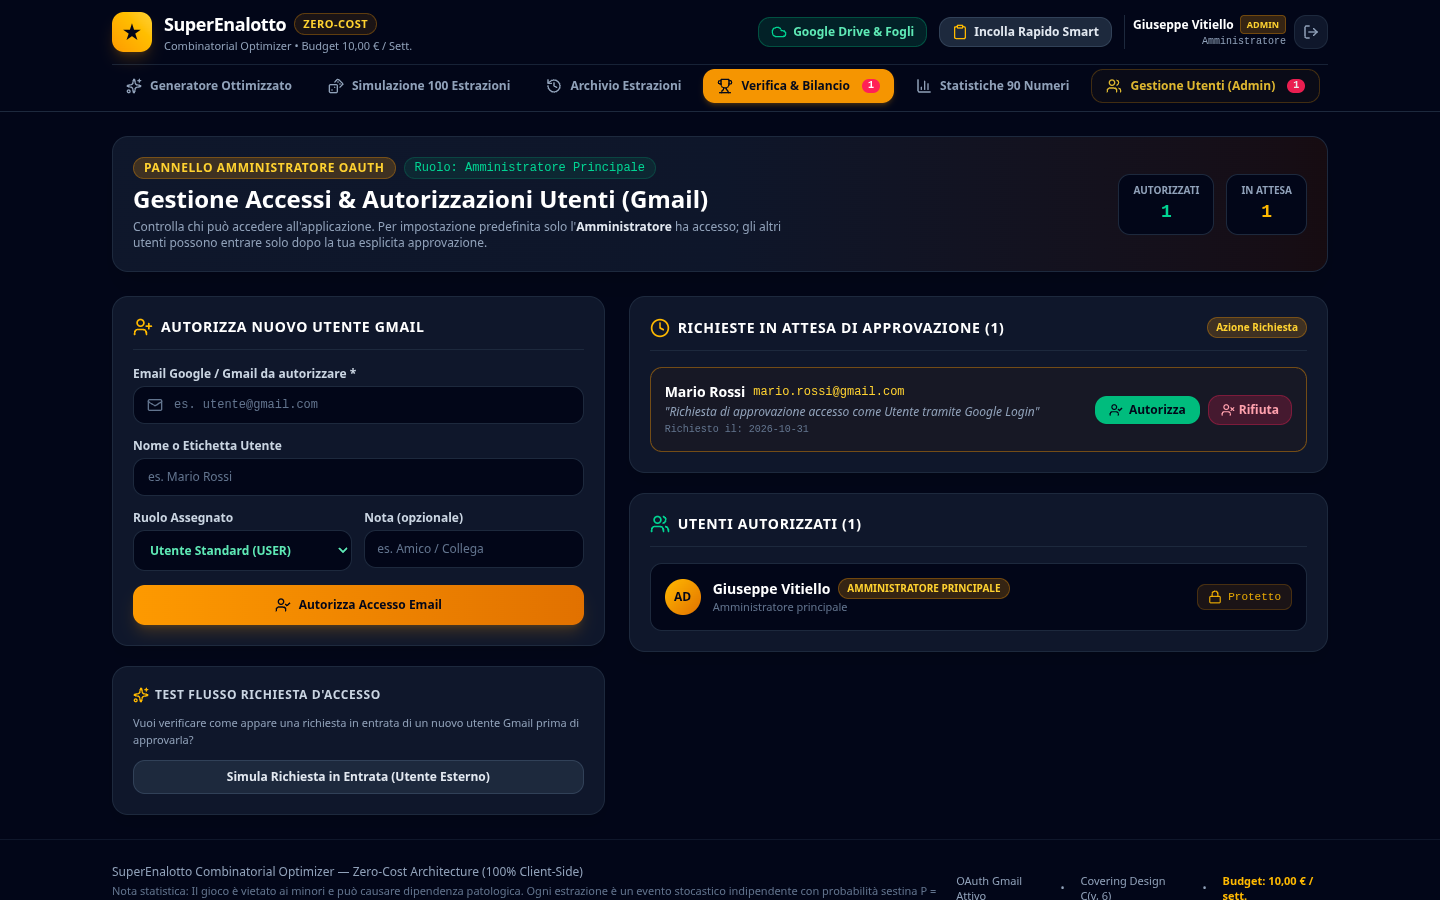 SuperEnalotto ZERO-COST
Combinatorial Optimizer • Budget 10,00 € / Sett.
Google Drive & Fogli
Incolla Rapido Smart
Giuseppe Vitiello ADMIN
Amministratore
Generatore Ottimizzato
Simulazione 100 Estrazioni
Archivio Estrazioni
Verifica & Bilancio 1
Statistiche 90 Numeri
Gestione Utenti (Admin) 1
PANNELLO AMMINISTRATORE OAUTH Ruolo: Amministratore Principale
Gestione Accessi & Autorizzazioni Utenti (Gmail)
Controlla chi può accedere all'applicazione. Per impostazione predefinita solo l'Amministratore ha accesso; gli altri
utenti possono entrare solo dopo la tua esplicita approvazione.
AUTORIZZATI
1
IN ATTESA
1
AUTORIZZA NUOVO UTENTE GMAIL
Email Google / Gmail da autorizzare *
es. utente@gmail.com
Nome o Etichetta Utente
es. Mario Rossi
Ruolo Assegnato
Utente Standard (USER)
Nota (opzionale)
es. Amico / Collega
Autorizza Accesso Email
TEST FLUSSO RICHIESTA D'ACCESSO
Vuoi verificare come appare una richiesta in entrata di un nuovo utente Gmail prima di
approvarla?
Simula Richiesta in Entrata (Utente Esterno)
RICHIESTE IN ATTESA DI APPROVAZIONE (1)
Azione Richiesta
Mario Rossi mario.rossi@gmail.com
"Richiesta di approvazione accesso come Utente tramite Google Login"
Richiesto il: 2026-10-31
Autorizza
Rifiuta
UTENTI AUTORIZZATI (1)
AD
Giuseppe Vitiello AMMINISTRATORE PRINCIPALE
Amministratore principale
Protetto
SuperEnalotto Combinatorial Optimizer — Zero-Cost Architecture (100% Client-Side)
Nota statistica: Il gioco è vietato ai minori e può causare dipendenza patologica. Ogni estrazione è un evento stocastico indipendente con probabilità sestina P =
OAuth Gmail
Attivo
•
Covering Design
C(v, 6)
•
Budget: 10,00 € /
sett.